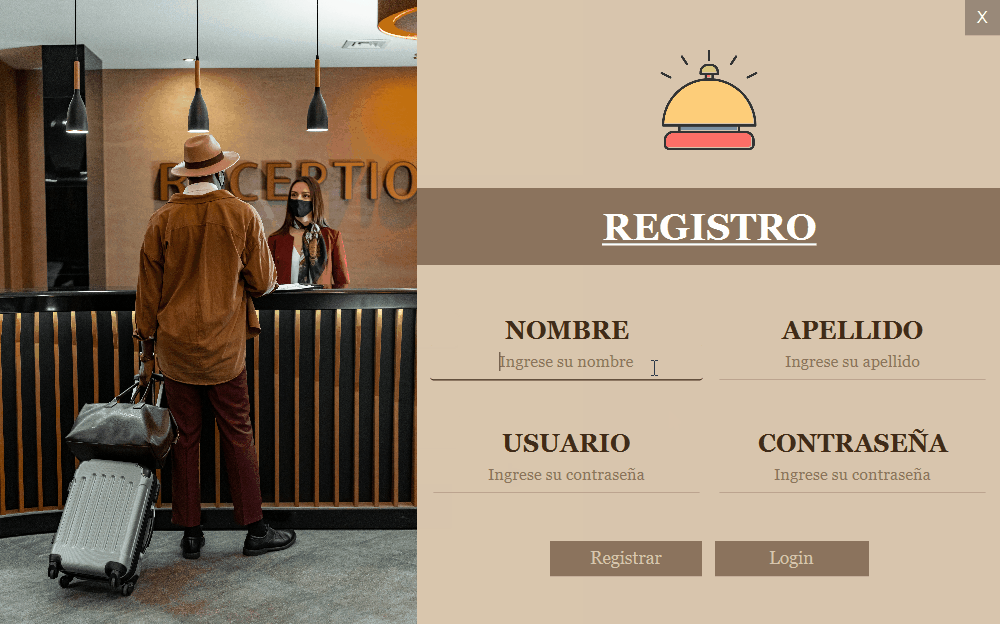 X
RECEPTIO
REGISTRO
NOMBRE
Ingrese su nombre
APELLIDO
Ingrese su apellido
USUARIO
Ingrese su contraseña
CONTRASEÑA
Ingrese su contraseña
Registrar
Login